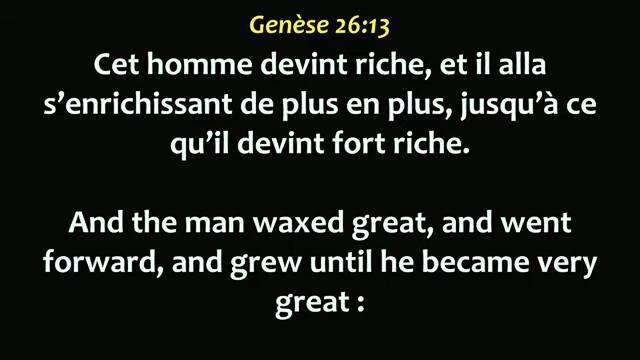 Genèse 26:13
Cet homme devint riche, et il alla
s’enrichissant de plus en plus, jusqu’à ce
qu’il devint fort riche.
And the man waxed great, and went
forward, and grew until he became very
great :